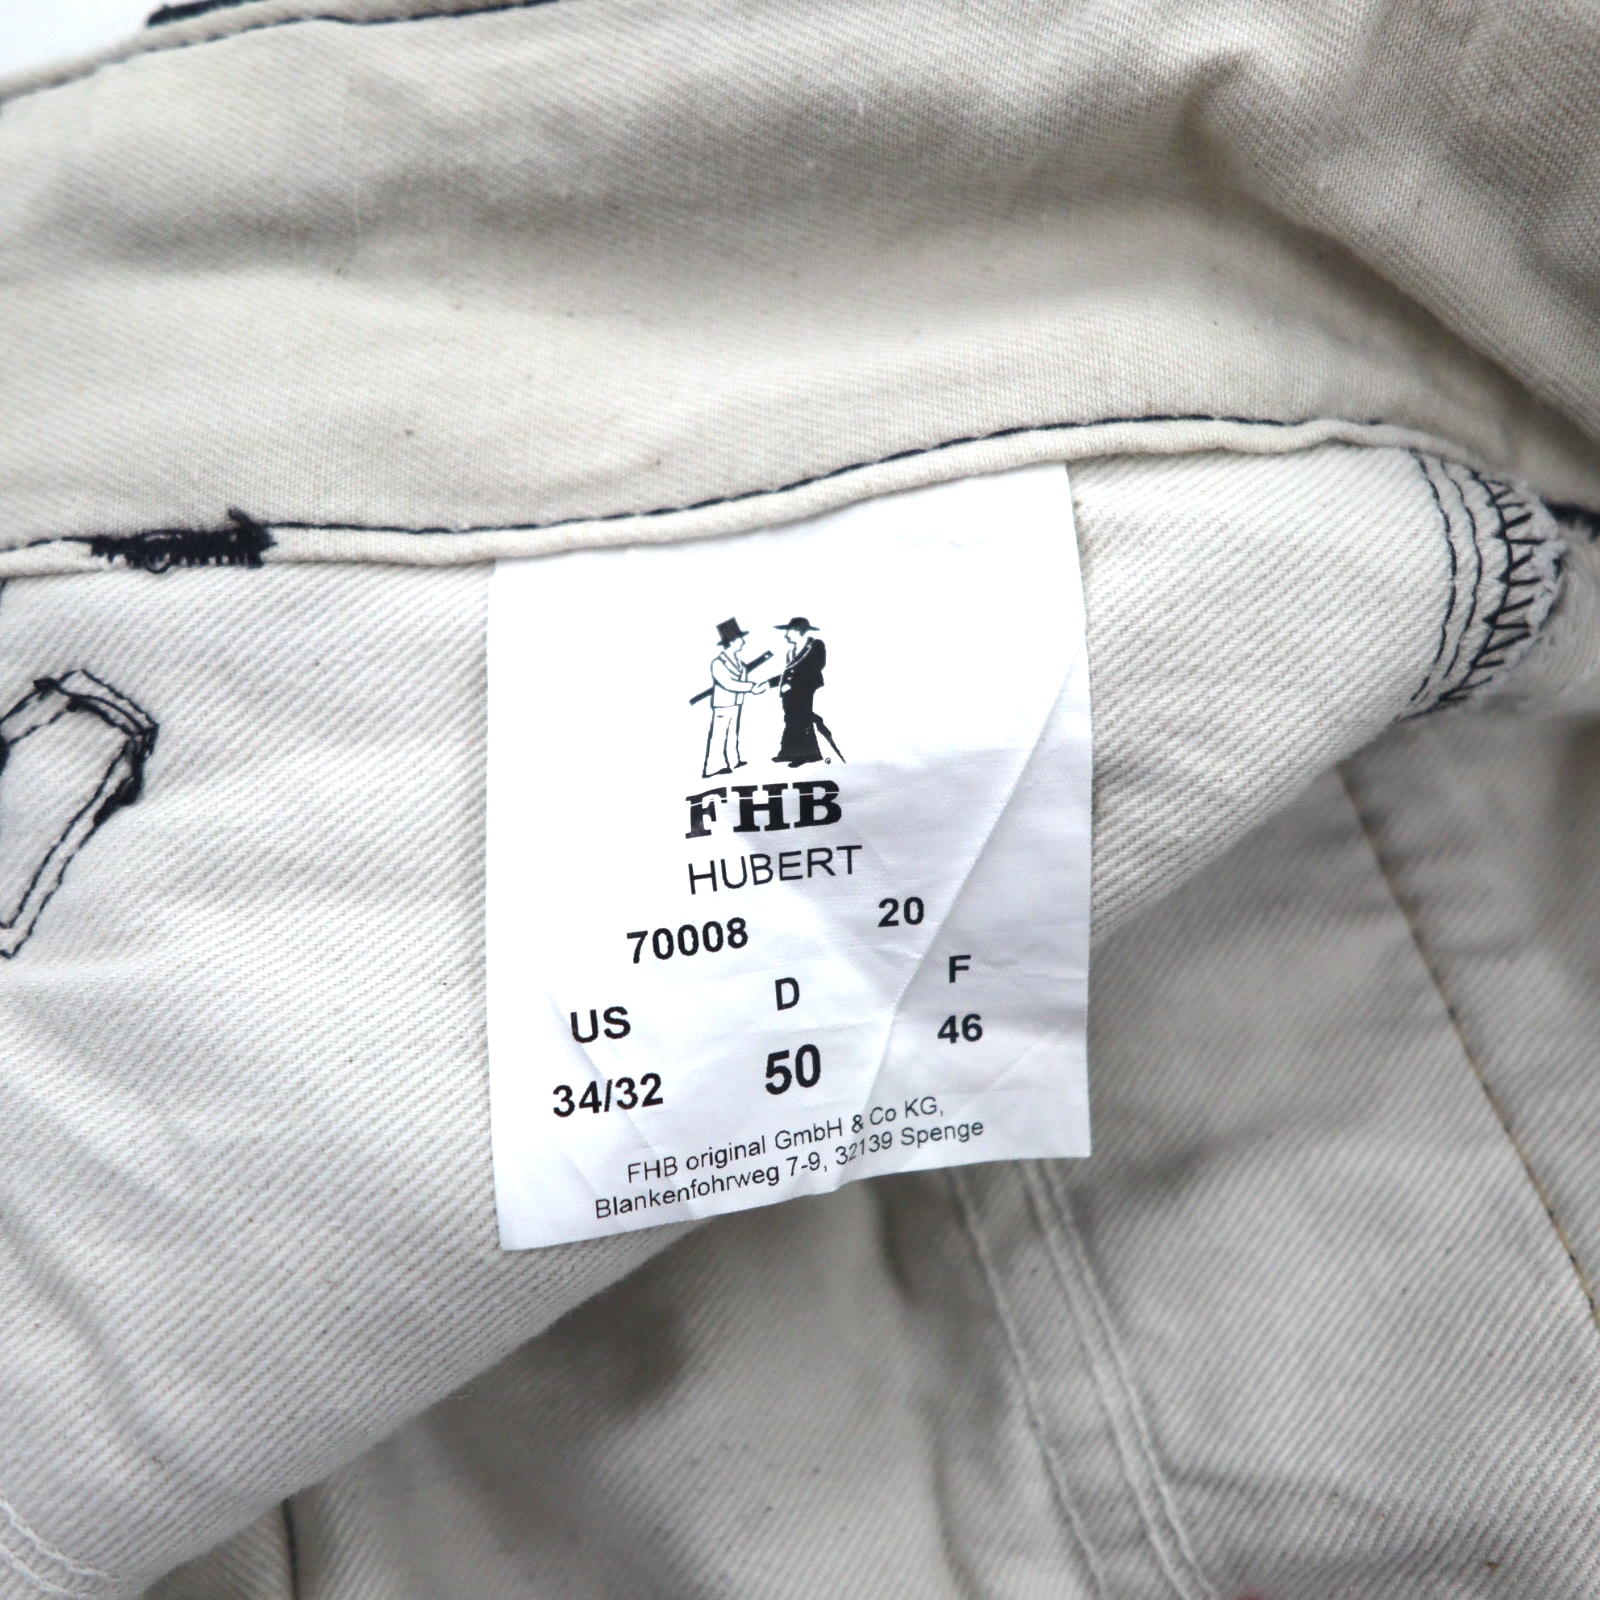 FHB
HUBERT
70008 20
US D F
34/32 50 46
FHB original GmbH & Co KG,
Blankenfohrweg 7-9, 32139 Spenge